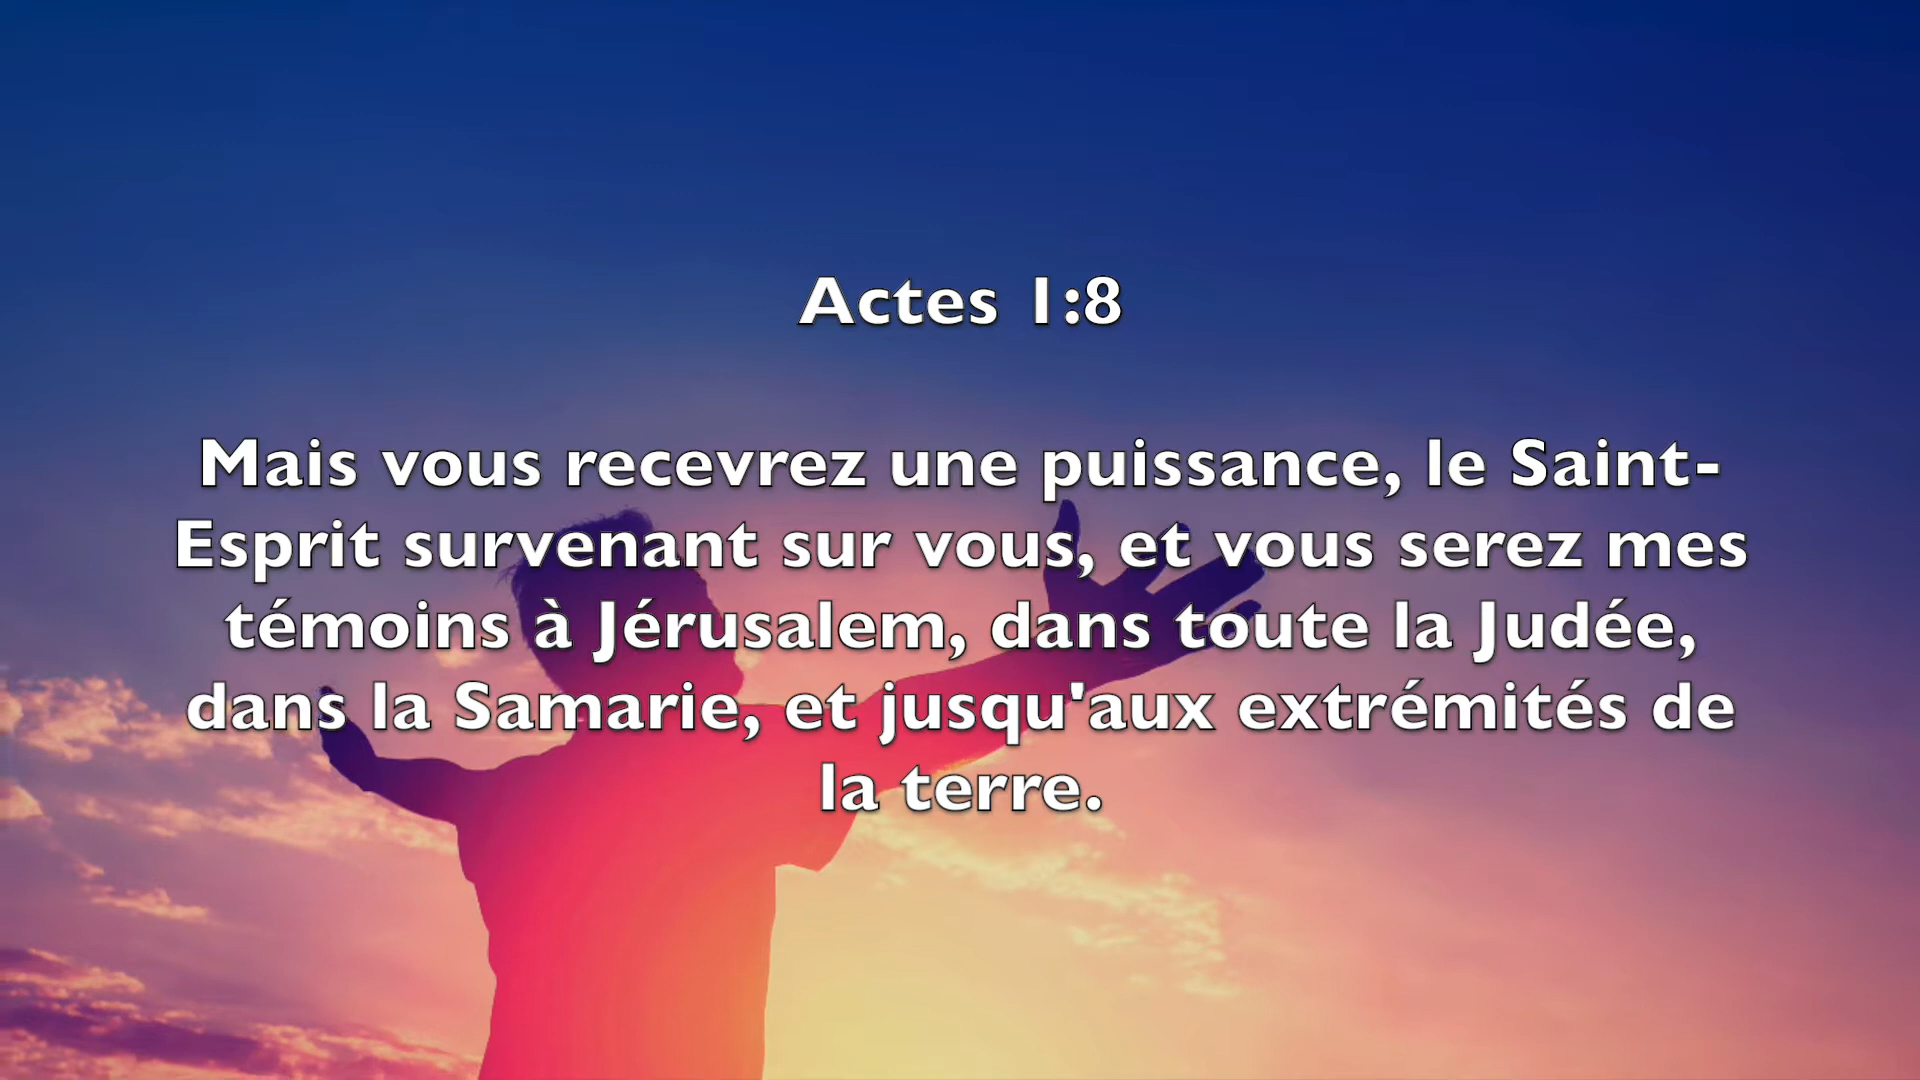 Actes 1:8
Mais vous recevrez une puissance, le Saint-
Esprit survenant sur vous, et vous serez mes
témoins à Jérusalem, dans toute la Judée,
dans la Samarie, et jusqu'aux extrémités de
la terre.